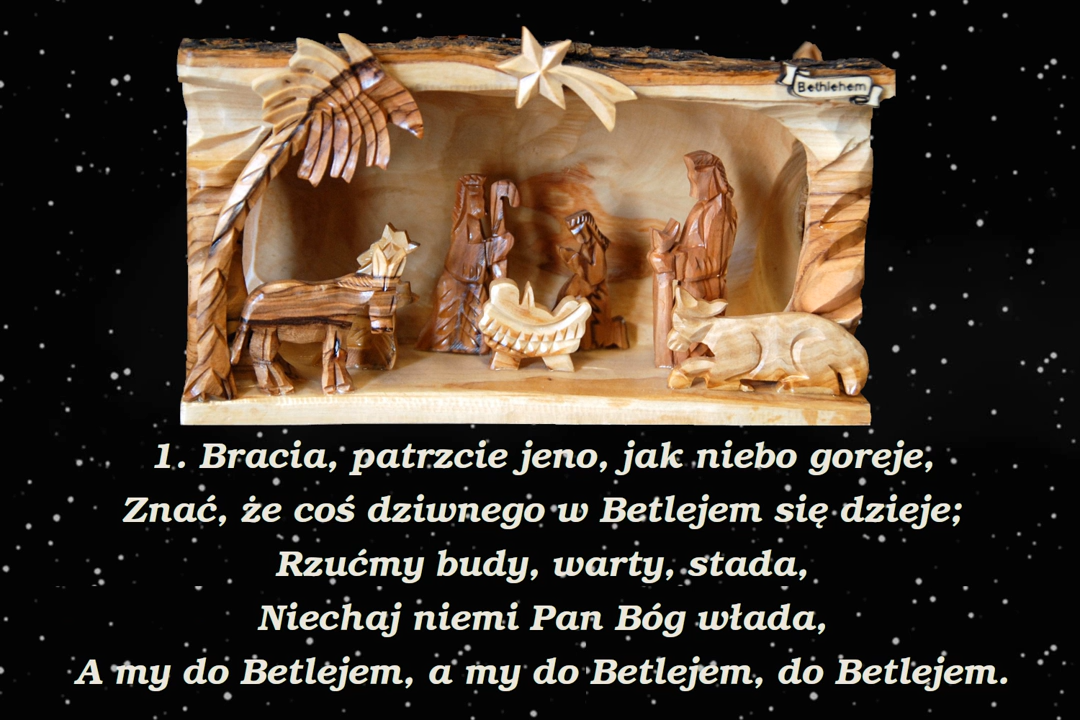 Bethlehem
1. Bracia, patrzcie jeno, jak niebo goreje,
Znać, że coś dziwnego w Betlejem się dzieje;
Rzućmy budy, warty, stada,
Niechaj niemi Pan Bóg włada,
A my do Betlejem, a my do Betlejem, do Betlejem.